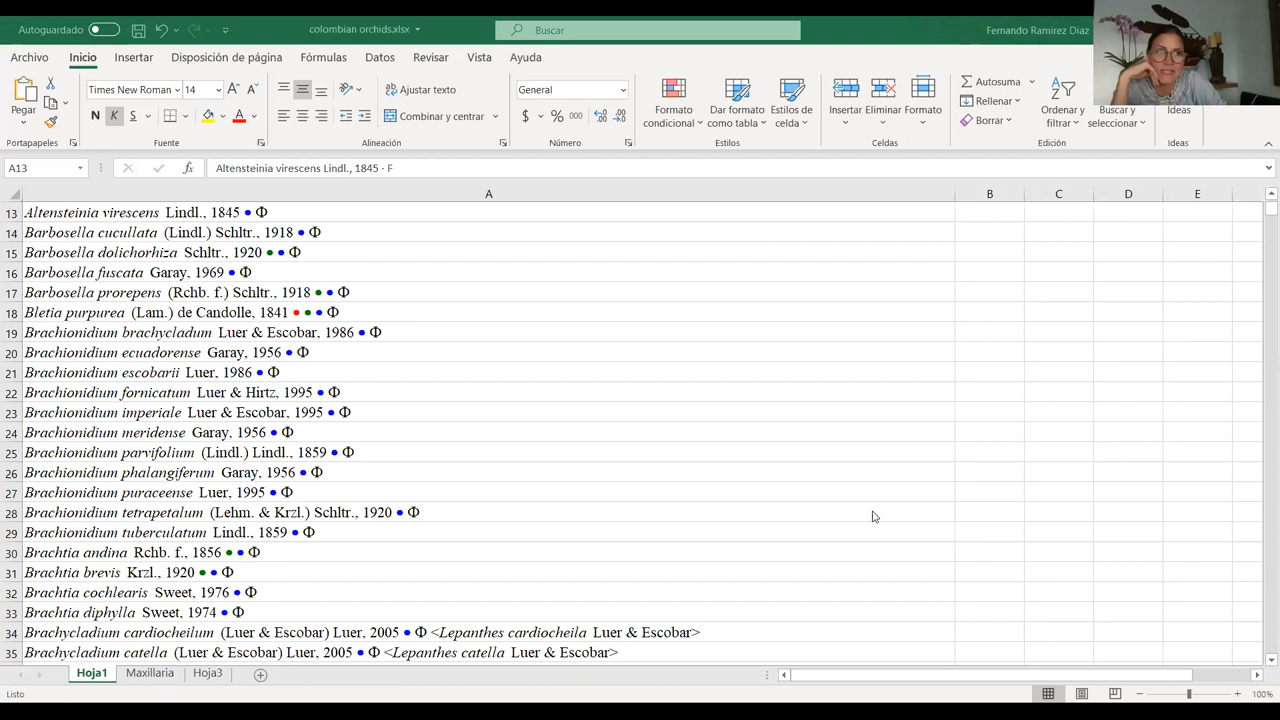 Autoguardado
colombian orchids.xlsx
Buscar
Fernando Ramirez Diaz
Archivo Inicio Insertar Disposición de página Fórmulas Datos Revisar Vista Ayuda
Pegar
Times New Roman 14
N K S
Ajustar texto
Combinar y centrar
General
$ % 000
Formato condicional
Dar formato como tabla
Estilos de celda
Insertar Eliminar Formato
Autosuma
Rellenar
Borrar
Ordenar y filtrar
Buscar y seleccionar
Ideas
Portapapeles Fuente Alineación Número Estilos Celdas Edición Ideas
A13 fx Altensteinia virescens Lindl., 1845 · F
A B C D E
13 Altensteinia virescens Lindl., 1845 ● Φ
14 Barbosella cucullata (Lindl.) Schltr., 1918 ● Φ
15 Barbosella dolichorhiza Schltr., 1920 ● ● Φ
16 Barbosella fuscata Garay, 1969 ● Φ
17 Barbosella prorepens (Rchb. f.) Schltr., 1918 ● ● Φ
18 Bletia purpurea (Lam.) de Candolle, 1841 ● ● ● Φ
19 Brachionidium brachycladum Luer & Escobar, 1986 ● Φ
20 Brachionidium ecuadorense Garay, 1956 ● Φ
21 Brachionidium escobarii Luer, 1986 ● Φ
22 Brachionidium fornicatum Luer & Hirtz, 1995 ● Φ
23 Brachionidium imperiale Luer & Escobar, 1995 ● Φ
24 Brachionidium meridense Garay, 1956 ● Φ
25 Brachionidium parvifolium (Lindl.) Lindl., 1859 ● Φ
26 Brachionidium phalangiferum Garay, 1956 ● Φ
27 Brachionidium puraceense Luer, 1995 ● Φ
28 Brachionidium tetrapetalum (Lehm. & Krzl.) Schltr., 1920 ● Φ
29 Brachionidium tuberculatum Lindl., 1859 ● Φ
30 Brachtia andina Rchb. f., 1856 ● ● Φ
31 Brachtia brevis Krzl., 1920 ● ● Φ
32 Brachtia cochlearis Sweet, 1976 ● Φ
33 Brachtia diphylla Sweet, 1974 ● Φ
34 Brachycladium cardiocheilum (Luer & Escobar) Luer, 2005 ● Φ <Lepanthes cardiocheila Luer & Escobar>
35 Brachycladium catella (Luer & Escobar) Luer, 2005 ● Φ <Lepanthes catella Luer & Escobar>
Hoja1 Maxillaria Hoja3
Listo
100%